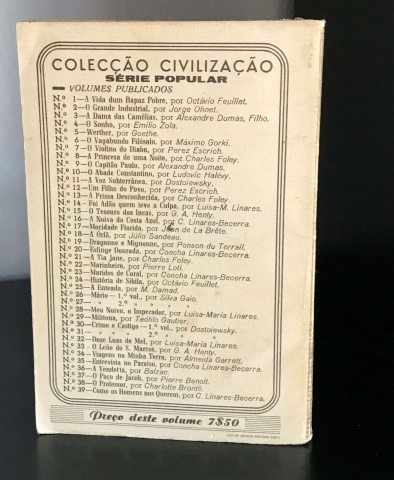 COLECÇÃO CIVILIZAÇÃO
SÉRIE POPULAR
VOLUMES PUBLICADOS
N.º 1—A Vida dum Rapaz Pobre, por Octávio Feuillet.
N.º 2—O Grande Industrial, por Jorge Ohnet.
N.º 3—A Dama das Camélias, por Alexandre Dumas, Filho.
N.º 4—O Sonho, por Emílio Zola.
N.º 5—Werther, por Goethe.
N.º 6—O Vagabundo Filósofo, por Máximo Gorki.
N.º 7—O Violino do Diabo, por Perez Escrich.
N.º 8—A Princesa de uma Noite, por Charles Foley.
N.º 9—O Capitão Paulo, por Alexandre Dumas.
N.º 10—O Abade Constantino, por Ludovic Halévy.
N.º 11—A Voz Subterrânea, por Dostoiewsky.
N.º 12—Um Filho do Povo, por Perez Escrich.
N.º 13—A Prima Desconhecida, por Charles Foley.
N.º 14—Foi Adão quem teve a Culpa, por Luisa-M. Linares.
N.º 15—O Tesouro dos Incas, por G. A. Henty.
N.º 16—A Noiva da Costa Azul, por C. Linares-Becerra.
N.º 17—Mocidade Florida, por Jean de La Brète.
N.º 18—A Órfã, por Júlio Sandeau.
N.º 19—Dragonne e Mignonne, por Ponson du Terrail.
N.º 20—Esfinge Dourada, por Concha Linares-Becerra.
N.º 21—A Tia Jane, por Charles Foley.
N.º 22—Marinheiro, por Pierre Loti.
N.º 23—Maridos de Coral, por Concha Linares-Becerra.
N.º 24—História de Sibila, por Octávio Feuillet.
N.º 25—A Enteada, por M. Damad.
N.º 26—Mário—1.º vol., por Silva Gaio.
N.º 27— » 2.º » » » »
N.º 28—Meu Noivo, o Imperador, por Luisa-Maria Linares.
N.º 29—Militona, por Teófilo Gautier.
N.º 30—Crime e Castigo—1.º vol., por Dostoiewsky.
N.º 31— » » » 2.º » » »
N.º 32—Doze Luas de Mel, por Luisa-Maria Linares.
N.º 33—O Leão de S. Marcos, por G. A. Henty.
N.º 34—Viagens na Minha Terra, por Almeida Garrett.
N.º 35—Entrevista no Paraíso, por Concha Linares-Becerra.
N.º 36—A Vendetta, por Balzac.
N.º 37—O Poço de Jacob, por Pierre Benoit.
N.º 38—O Professor, por Charlotte Brontë.
N.º 39—Como os Homens nos Querem, por C. Linares-Becerra.
Preço deste volume 7$50